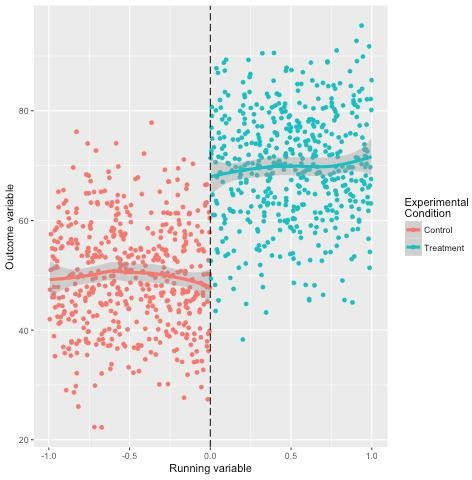 80
60
40
20
Outcome variable
-1.0 -0.5 0.0 0.5 1.0
Running variable
Experimental
Condition
Control
Treatment